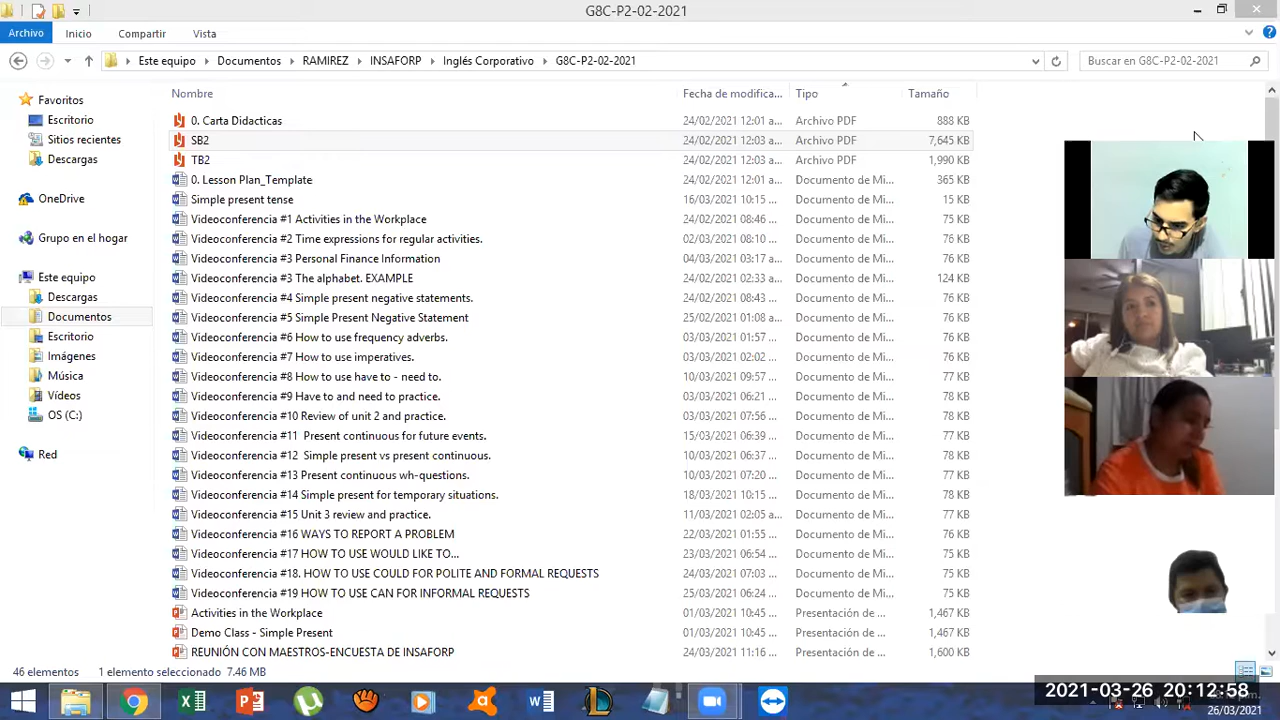 G8C-P2-02-2021
Archivo Inicio Compartir Vista
Este equipo Documentos RAMIREZ INSAFORP Inglés Corporativo G8C-P2-02-2021 Buscar en G8C-P2-02-2021
Nombre Fecha de modifica... Tipo Tamaño
Favoritos
Escritorio
Sitios recientes
Descargas
OneDrive
Grupo en el hogar
Este equipo
Descargas
Documentos
Escritorio
Imágenes
Música
Vídeos
OS (C:)
Red
0. Carta Didacticas 24/02/2021 12:01 a... Archivo PDF 888 KB
SB2 24/02/2021 12:03 a... Archivo PDF 7,645 KB
TB2 24/02/2021 12:03 a... Archivo PDF 1,990 KB
0. Lesson Plan_Template 24/02/2021 12:01 a... Documento de Mi... 365 KB
Simple present tense 16/03/2021 10:15 ... Documento de Mi... 15 KB
Videoconferencia #1 Activities in the Workplace 24/02/2021 08:46 ... Documento de Mi... 75 KB
Videoconferencia #2 Time expressions for regular activities. 02/03/2021 08:10 ... Documento de Mi... 76 KB
Videoconferencia #3 Personal Finance Information 04/03/2021 03:17 ... Documento de Mi... 76 KB
Videoconferencia #3 The alphabet. EXAMPLE 24/02/2021 02:33 a... Documento de Mi... 124 KB
Videoconferencia #4 Simple present negative statements. 24/02/2021 08:43 ... Documento de Mi... 76 KB
Videoconferencia #5 Simple Present Negative Statement 25/02/2021 01:08 a... Documento de Mi... 76 KB
Videoconferencia #6 How to use frequency adverbs. 03/03/2021 01:57 ... Documento de Mi... 76 KB
Videoconferencia #7 How to use imperatives. 03/03/2021 02:02 ... Documento de Mi... 76 KB
Videoconferencia #8 How to use have to - need to. 10/03/2021 09:57 ... Documento de Mi... 76 KB
Videoconferencia #9 Have to and need to practice. 03/03/2021 06:21 ... Documento de Mi... 78 KB
Videoconferencia #10 Review of unit 2 and practice. 03/03/2021 07:56 ... Documento de Mi... 78 KB
Videoconferencia #11 Present continuous for future events. 15/03/2021 06:39 ... Documento de Mi... 77 KB
Videoconferencia #12 Simple present vs present continuous. 10/03/2021 06:37 ... Documento de Mi... 78 KB
Videoconferencia #13 Present continuous wh-questions. 10/03/2021 07:20 ... Documento de Mi... 77 KB
Videoconferencia #14 Simple present for temporary situations. 18/03/2021 10:15 ... Documento de Mi... 78 KB
Videoconferencia #15 Unit 3 review and practice. 11/03/2021 02:05 a... Documento de Mi... 77 KB
Videoconferencia #16 WAYS TO REPORT A PROBLEM 22/03/2021 01:55 ... Documento de Mi... 76 KB
Videoconferencia #17 HOW TO USE WOULD LIKE TO... 23/03/2021 06:54 ... Documento de Mi... 75 KB
Videoconferencia #18. HOW TO USE COULD FOR POLITE AND FORMAL REQUESTS 24/03/2021 07:03 ... Documento de Mi... 75 KB
Videoconferencia #19 HOW TO USE CAN FOR INFORMAL REQUESTS 25/03/2021 06:24 ... Documento de Mi... 75 KB
Activities in the Workplace 01/03/2021 10:45 ... Presentación de ... 1,467 KB
Demo Class - Simple Present 01/03/2021 10:45 ... Presentación de ... 1,467 KB
REUNIÓN CON MAESTROS-ENCUESTA DE INSAFORP 24/03/2021 11:16 ... Presentación de ... 1,600 KB
46 elementos 1 elemento seleccionado 7.46 MB
2021-03-26 20:12:58
26/03/2021